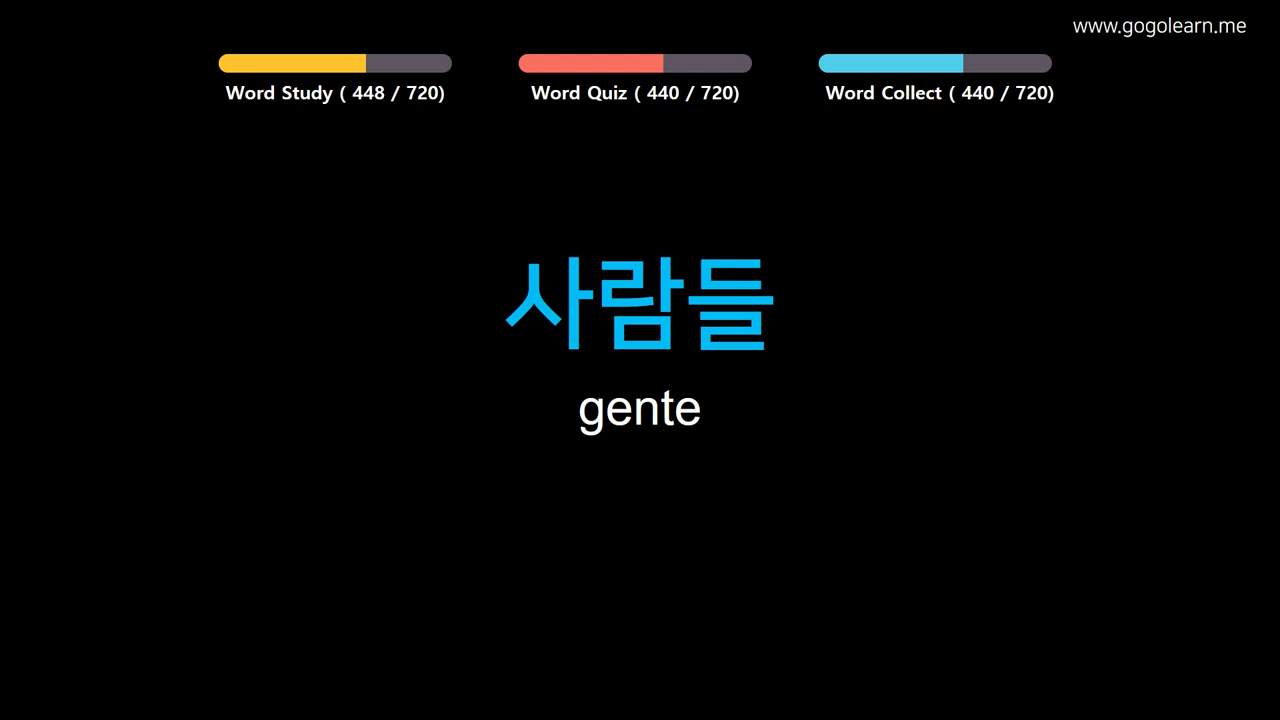 www.gogolearn.me
Word Study ( 448 / 720)
Word Quiz ( 440 / 720)
Word Collect ( 440 / 720)
사람들
gente